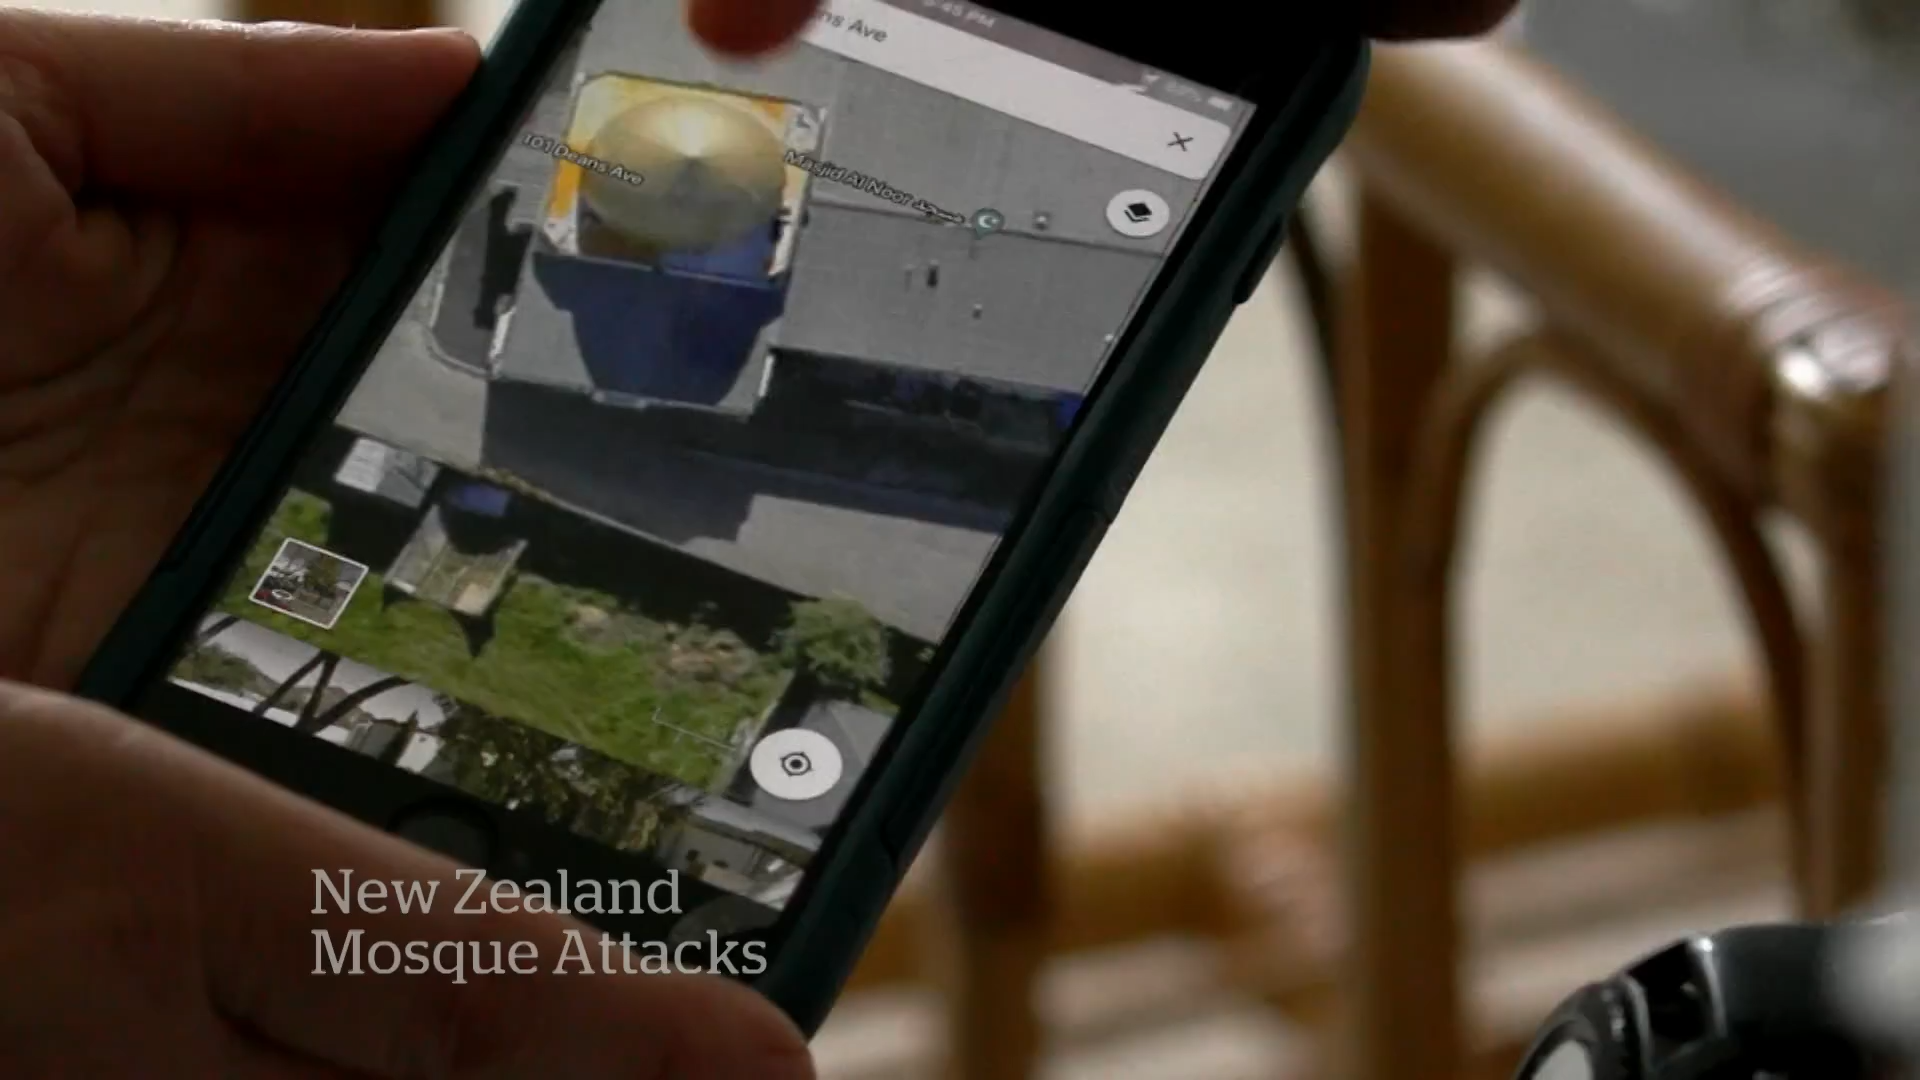 ns Ave
101 Deans Ave
Masjid Al Noor مسجد
New Zealand
Mosque Attacks